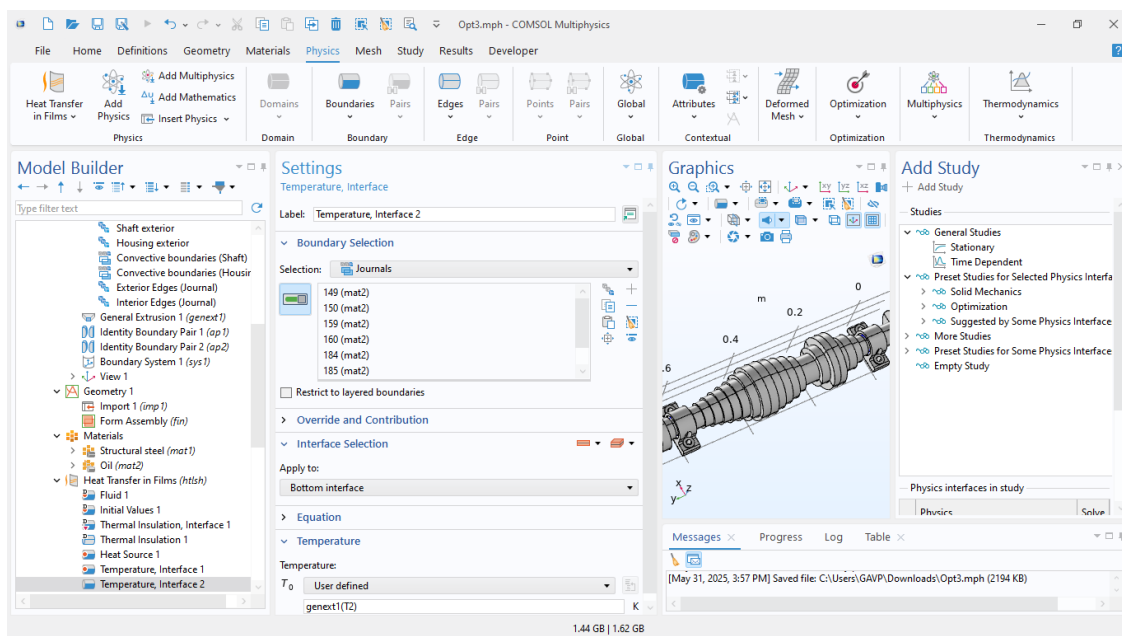 Opt3.mph - COMSOL Multiphysics
File Home Definitions Geometry Materials Physics Mesh Study Results Developer
Heat Transfer in Films
Add Physics
Add Multiphysics
Add Mathematics
Insert Physics
Domains
Boundaries
Pairs
Edges
Pairs
Points
Pairs
Global
Attributes
Deformed Mesh
Optimization
Multiphysics
Thermodynamics
Physics Domain Boundary Edge Point Global Contextual Optimization Thermodynamics
Model Builder
Type filter text
Shaft exterior
Housing exterior
Convective boundaries (Shaft)
Convective boundaries (Housin
Exterior Edges (Journal)
Interior Edges (Journal)
General Extrusion 1 (genext1)
Identity Boundary Pair 1 (ap1)
Identity Boundary Pair 2 (ap2)
Boundary System 1 (sys1)
View 1
Geometry 1
Import 1 (imp1)
Form Assembly (fin)
Materials
Structural steel (mat1)
Oil (mat2)
Heat Transfer in Films (htlsh)
Fluid 1
Initial Values 1
Thermal Insulation, Interface 1
Thermal Insulation 1
Heat Source 1
Temperature, Interface 1
Temperature, Interface 2
Settings
Temperature, Interface
Label: Temperature, Interface 2
Boundary Selection
Selection: Journals
149 (mat2)
150 (mat2)
159 (mat2)
160 (mat2)
184 (mat2)
185 (mat2)
Restrict to layered boundaries
Override and Contribution
Interface Selection
Apply to:
Bottom interface
Equation
Temperature
Temperature:
T0 User defined
genext1(T2) K
Graphics
xy yz xz
m
0
0.2
0.4
.6
x z
y
Messages Progress Log Table
[May 31, 2025, 3:57 PM] Saved file: C:\Users\GAVP\Downloads\Opt3.mph (2194 KB)
Add Study
+ Add Study
Studies
General Studies
Stationary
Time Dependent
Preset Studies for Selected Physics Interfa
Solid Mechanics
Optimization
Suggested by Some Physics Interface
More Studies
Preset Studies for Some Physics Interface
Empty Study
Physics interfaces in study
Physics Solve
1.44 GB | 1.62 GB